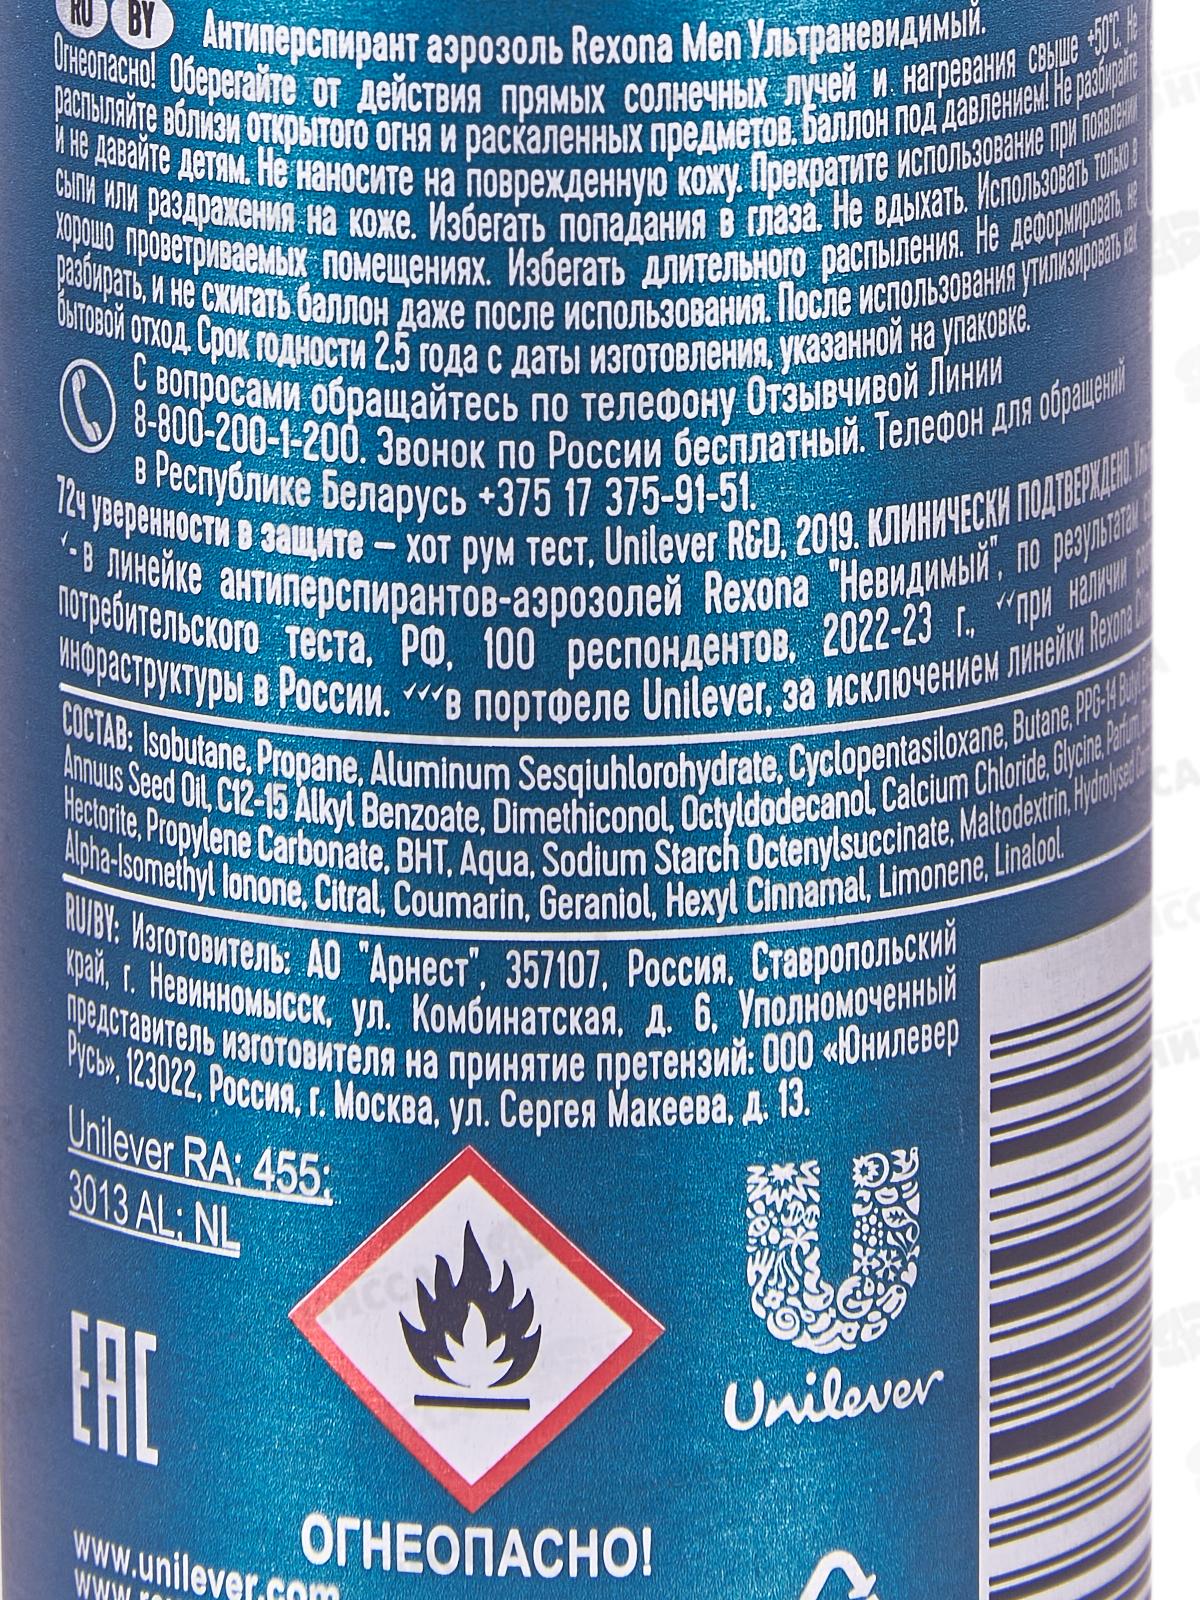 RU BY
Антиперспирант аэрозоль Rexona Men Ультраневидимый.
Огнеопасно! Оберегайте от действия прямых солнечных лучей и нагревания свыше +50°C. Не
распыляйте вблизи открытого огня и раскаленных предметов. Баллон под давлением! Не разбирайте
и не давайте детям. Не наносите на поврежденную кожу. Прекратите использование при появлении
сыпи или раздражения на коже. Избегать попадания в глаза. Не вдыхать. Использовать только в
хорошо проветриваемых помещениях. Избегать длительного распыления. Не деформировать, не
разбирать, и не сжигать баллон даже после использования. После использования утилизировать как
бытовой отход. Срок годности 2,5 года с даты изготовления, указанной на упаковке.
С вопросами обращайтесь по телефону Отзывчивой Линии
8-800-200-1-200. Звонок по России бесплатный. Телефон для обращений
в Республике Беларусь +375 17 375-91-51.
72ч уверенности в защите – хот рум тест, Unilever R&D, 2019. КЛИНИЧЕСКИ ПОДТВЕРЖДЕНО.
✓- в линейке антиперспирантов-аэрозолей Rexona "Невидимый", по результатам
потребительского теста, РФ, 100 респондентов, 2022-23 г., ✓✓при наличии
инфраструктуры в России. ✓✓✓в портфеле Unilever, за исключением линейки Rexona
СОСТАВ: Isobutane, Propane, Aluminum Sesqiuhlorohydrate, Cyclopentasiloxane, Butane, PPG-14 Butyl
Annuus Seed Oil, C12-15 Alkyl Benzoate, Dimethiconol, Octyldodecanol, Calcium Chloride, Glycine, Parfum,
Hectorite, Propylene Carbonate, BHT, Aqua, Sodium Starch Octenylsuccinate, Maltodextrin, Hydrolysed
Alpha-Isomethyl Ionone, Citral, Coumarin, Geraniol, Hexyl Cinnamal, Limonene, Linalool.
RU/BY: Изготовитель: АО "Арнест", 357107, Россия, Ставропольский
край, г. Невинномысск, ул. Комбинатская, д. 6, Уполномоченный
представитель изготовителя на принятие претензий: ООО «Юнилевер
Русь», 123022, Россия, г. Москва, ул. Сергея Макеева, д. 13.
Unilever RA; 455;
3013 AL; NL
Unilever
EAC
ОГНЕОПАСНО!
www.unilever.com